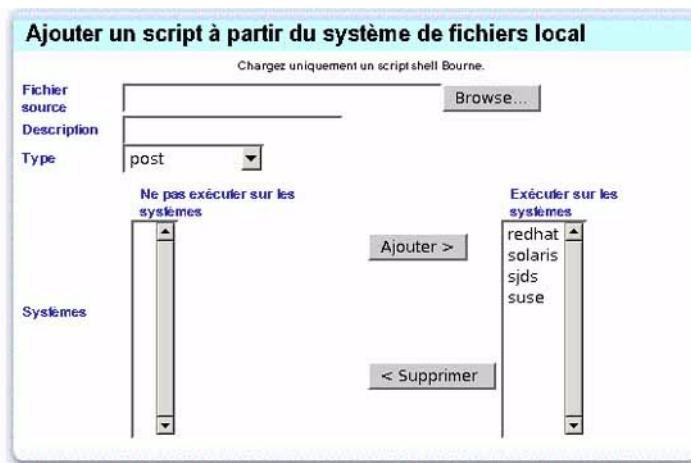 Ajouter un script à partir du système de fichiers local
Chargez uniquement un script shell Bourne.
Fichier
source
Browse...
Description
Type
post
Ne pas exécuter sur les
systèmes
Exécuter sur les
systèmes
Systèmes
Ajouter >
< Supprimer
redhat
solaris
sjds
suse